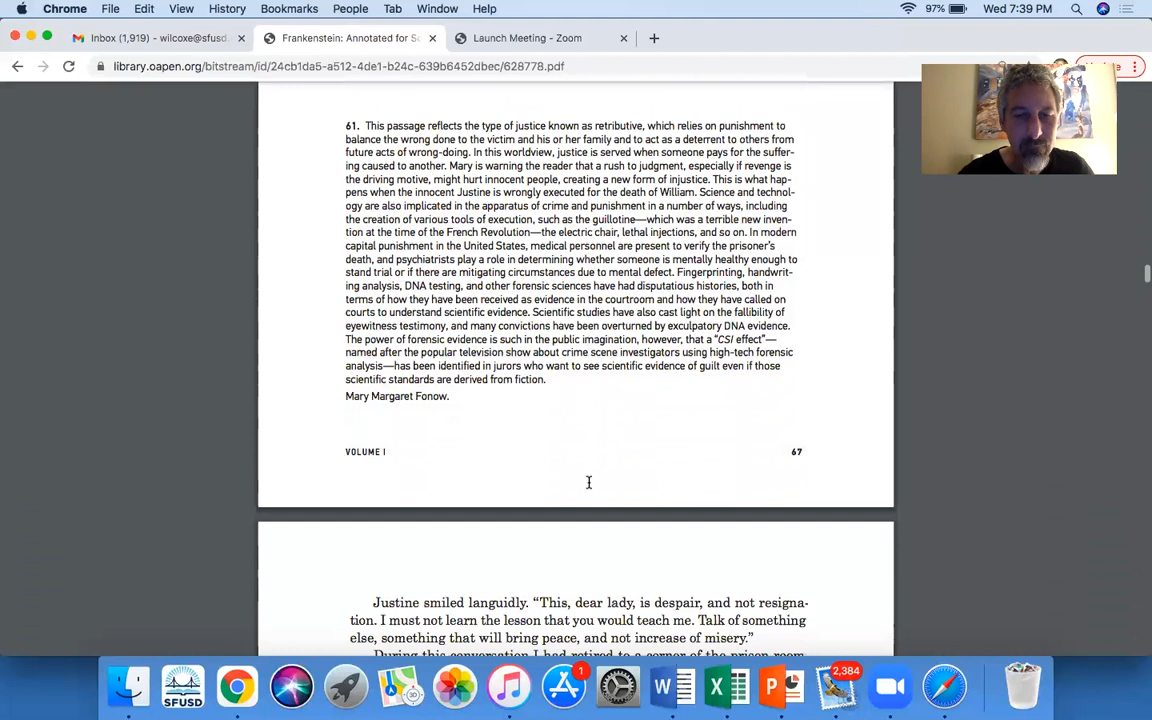 Chrome File Edit View History Bookmarks People Tab Window Help 97% Wed 7:39 PM
Inbox (1,919) - wilcoxe@sfusd. Frankenstein: Annotated for Sc Launch Meeting - Zoom
library.oapen.org/bitstream/id/24cb1da5-a512-4de1-b24c-639b6452dbec/628778.pdf
61. This passage reflects the type of justice known as retributive, which relies on punishment to
balance the wrong done to the victim and his or her family and to act as a deterrent to others from
future acts of wrong-doing. In this worldview, justice is served when someone pays for the suffer-
ing caused to another. Mary is warning the reader that a rush to judgment, especially if revenge is
the driving motive, might hurt innocent people, creating a new form of injustice. This is what hap-
pens when the innocent Justine is wrongly executed for the death of William. Science and technol-
ogy are also implicated in the apparatus of crime and punishment in a number of ways, including
the creation of various tools of execution, such as the guillotine—which was a terrible new inven-
tion at the time of the French Revolution—the electric chair, lethal injections, and so on. In modern
capital punishment in the United States, medical personnel are present to verify the prisoner's
death, and psychiatrists play a role in determining whether someone is mentally healthy enough to
stand trial or if there are mitigating circumstances due to mental defect. Fingerprinting, handwrit-
ing analysis, DNA testing, and other forensic sciences have had disputatious histories, both in
terms of how they have been received as evidence in the courtroom and how they have called on
courts to understand scientific evidence. Scientific studies have also cast light on the fallibility of
eyewitness testimony, and many convictions have been overturned by exculpatory DNA evidence.
The power of forensic evidence is such in the public imagination, however, that a "CSI effect"—
named after the popular television show about crime scene investigators using high-tech forensic
analysis—has been identified in jurors who want to see scientific evidence of guilt even if those
scientific standards are derived from fiction.
Mary Margaret Fonow.
VOLUME I 67
Justine smiled languidly. "This, dear lady, is despair, and not resigna-
tion. I must not learn the lesson that you would teach me. Talk of something
else, something that will bring peace, and not increase of misery."
During this conversation I had retired to a corner of the prison room
SFUSD 3D 1 W X P 2,384